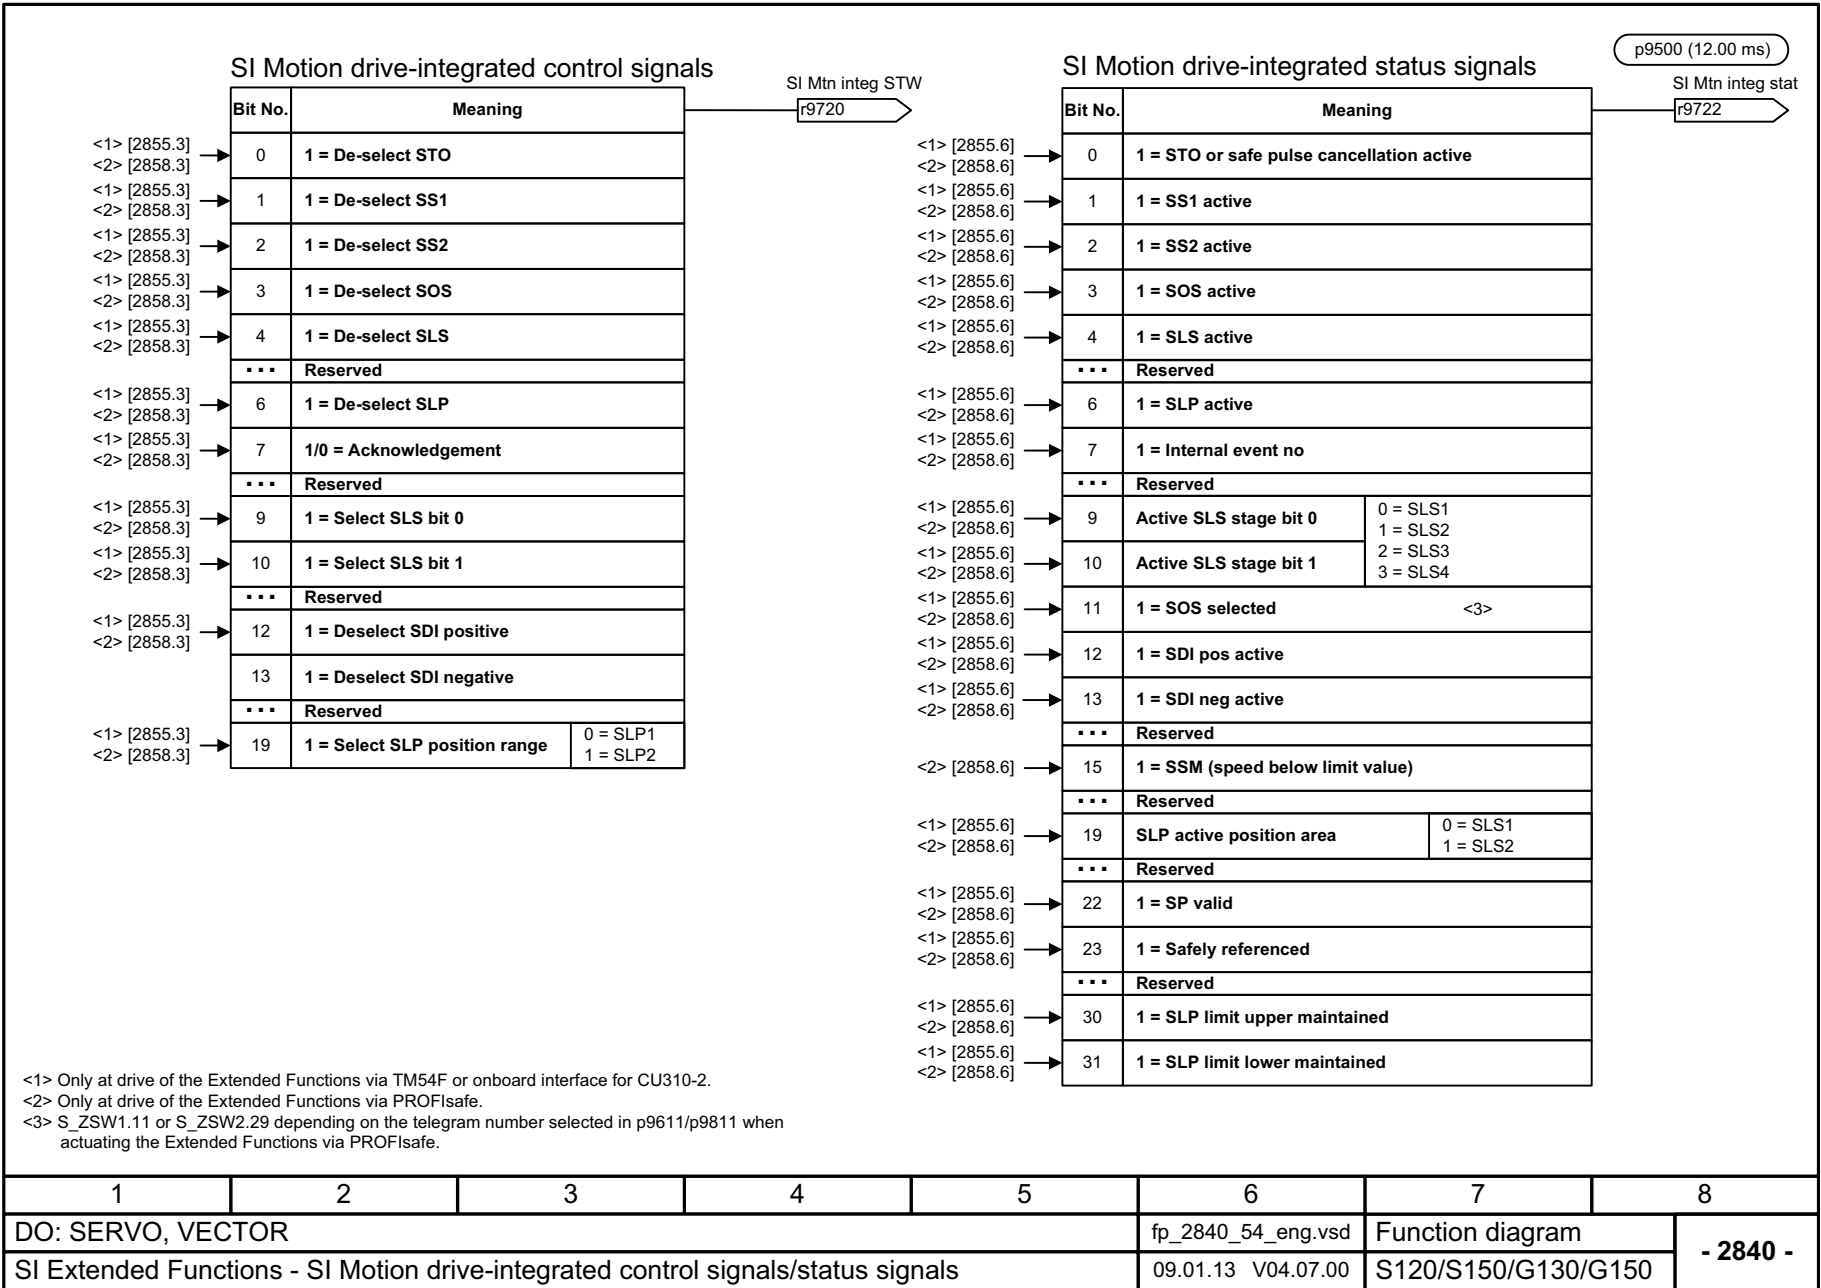 p9500 (12.00 ms)
SI Motion drive-integrated control signals
SI Mtn integ STW
r9720
Bit No. Meaning
<1> [2855.3]
<2> [2858.3]
0 1 = De-select STO
<1> [2855.3]
<2> [2858.3]
1 1 = De-select SS1
<1> [2855.3]
<2> [2858.3]
2 1 = De-select SS2
<1> [2855.3]
<2> [2858.3]
3 1 = De-select SOS
<1> [2855.3]
<2> [2858.3]
4 1 = De-select SLS
... Reserved
<1> [2855.3]
<2> [2858.3]
6 1 = De-select SLP
<1> [2855.3]
<2> [2858.3]
7 1/0 = Acknowledgement
... Reserved
<1> [2855.3]
<2> [2858.3]
9 1 = Select SLS bit 0
<1> [2855.3]
<2> [2858.3]
10 1 = Select SLS bit 1
... Reserved
<1> [2855.3]
<2> [2858.3]
12 1 = Deselect SDI positive
13 1 = Deselect SDI negative
... Reserved
<1> [2855.3]
<2> [2858.3]
19 1 = Select SLP position range
0 = SLP1
1 = SLP2
SI Motion drive-integrated status signals
SI Mtn integ stat
r9722
Bit No. Meaning
<1> [2855.6]
<2> [2858.6]
0 1 = STO or safe pulse cancellation active
<1> [2855.6]
<2> [2858.6]
1 1 = SS1 active
<1> [2855.6]
<2> [2858.6]
2 1 = SS2 active
<1> [2855.6]
<2> [2858.6]
3 1 = SOS active
<1> [2855.6]
<2> [2858.6]
4 1 = SLS active
... Reserved
<1> [2855.6]
<2> [2858.6]
6 1 = SLP active
<1> [2855.6]
<2> [2858.6]
7 1 = Internal event no
... Reserved
<1> [2855.6]
<2> [2858.6]
9 Active SLS stage bit 0
<1> [2855.6]
<2> [2858.6]
10 Active SLS stage bit 1
0 = SLS1
1 = SLS2
2 = SLS3
3 = SLS4
<1> [2855.6]
<2> [2858.6]
11 1 = SOS selected <3>
<1> [2855.6]
<2> [2858.6]
12 1 = SDI pos active
<1> [2855.6]
<2> [2858.6]
13 1 = SDI neg active
... Reserved
<2> [2858.6]
15 1 = SSM (speed below limit value)
... Reserved
<1> [2855.6]
<2> [2858.6]
19 SLP active position area
0 = SLS1
1 = SLS2
... Reserved
<1> [2855.6]
<2> [2858.6]
22 1 = SP valid
<1> [2855.6]
<2> [2858.6]
23 1 = Safely referenced
... Reserved
<1> [2855.6]
<2> [2858.6]
30 1 = SLP limit upper maintained
<1> [2855.6]
<2> [2858.6]
31 1 = SLP limit lower maintained
<1> Only at drive of the Extended Functions via TM54F or onboard interface for CU310-2.
<2> Only at drive of the Extended Functions via PROFIsafe.
<3> S_ZSW1.11 or S_ZSW2.29 depending on the telegram number selected in p9611/p9811 when
actuating the Extended Functions via PROFIsafe.
1 2 3 4 5 6 7 8
DO: SERVO, VECTOR fp_2840_54_eng.vsd Function diagram
- 2840 -
SI Extended Functions - SI Motion drive-integrated control signals/status signals 09.01.13 V04.07.00 S120/S150/G130/G150